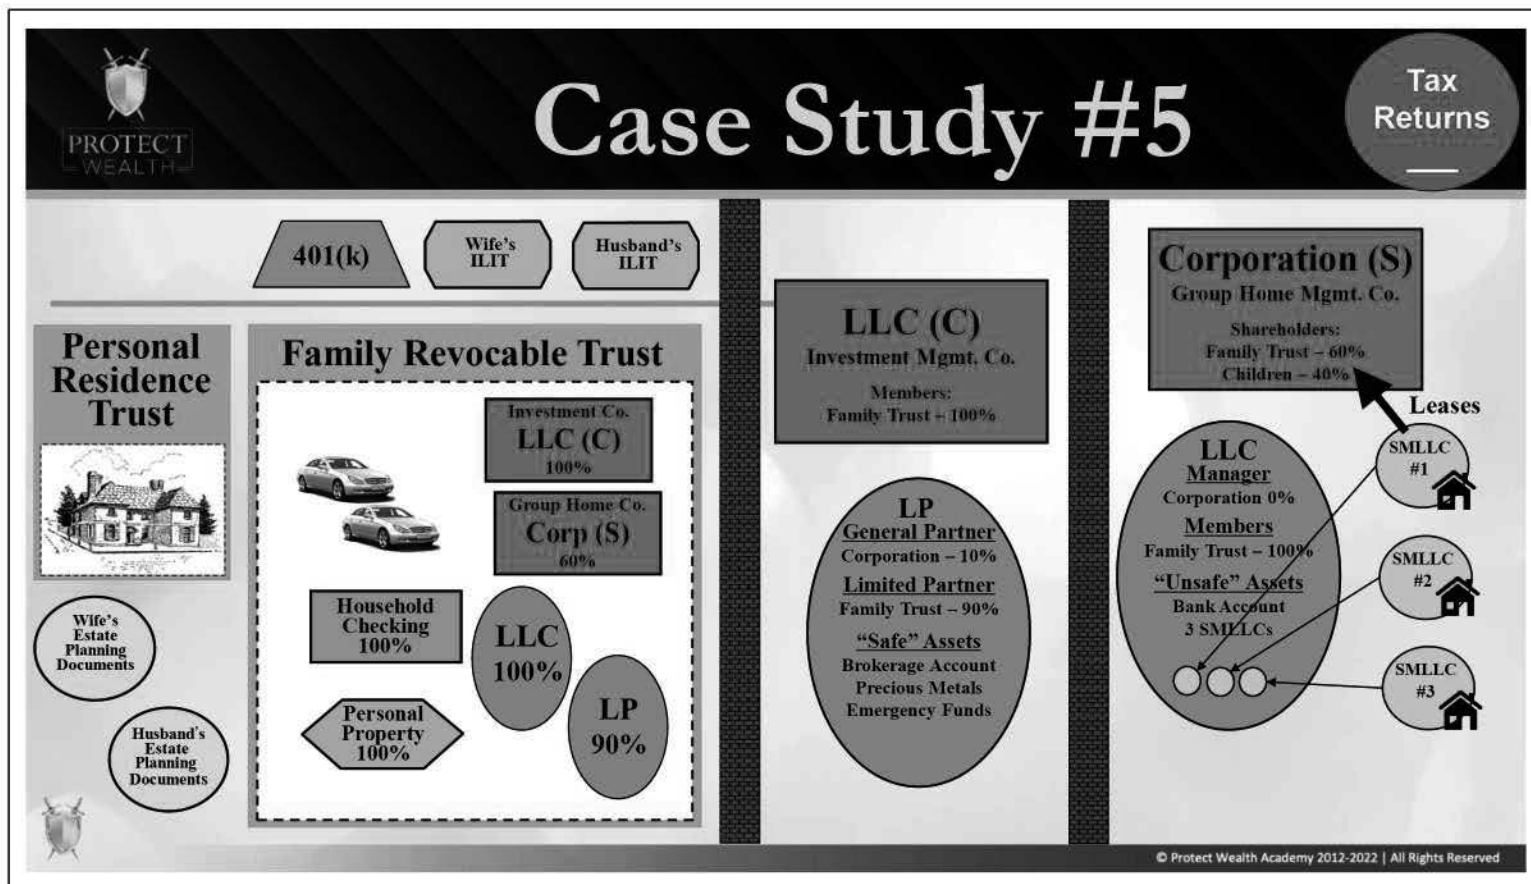 PROTECT
WEALTH
Case Study #5
Tax
Returns
401(k)
Wife's
ILIT
Husband's
ILIT
Personal
Residence
Trust
Wife's
Estate
Planning
Documents
Husband's
Estate
Planning
Documents
Family Revocable Trust
Investment Co.
LLC (C)
100%
Group Home Co.
Corp (S)
60%
Household
Checking
100%
LLC
100%
Personal
Property
100%
LP
90%
LLC (C)
Investment Mgmt. Co.
Members:
Family Trust – 100%
LP
General Partner
Corporation – 10%
Limited Partner
Family Trust – 90%
“Safe” Assets
Brokerage Account
Precious Metals
Emergency Funds
Corporation (S)
Group Home Mgmt. Co.
Shareholders:
Family Trust – 60%
Children – 40%
Leases
LLC
Manager
Corporation 0%
Members
Family Trust – 100%
“Unsafe” Assets
Bank Account
3 SMLLCs
SMLLC
#1
SMLLC
#2
SMLLC
#3
© Protect Wealth Academy 2012-2022 | All Rights Reserved